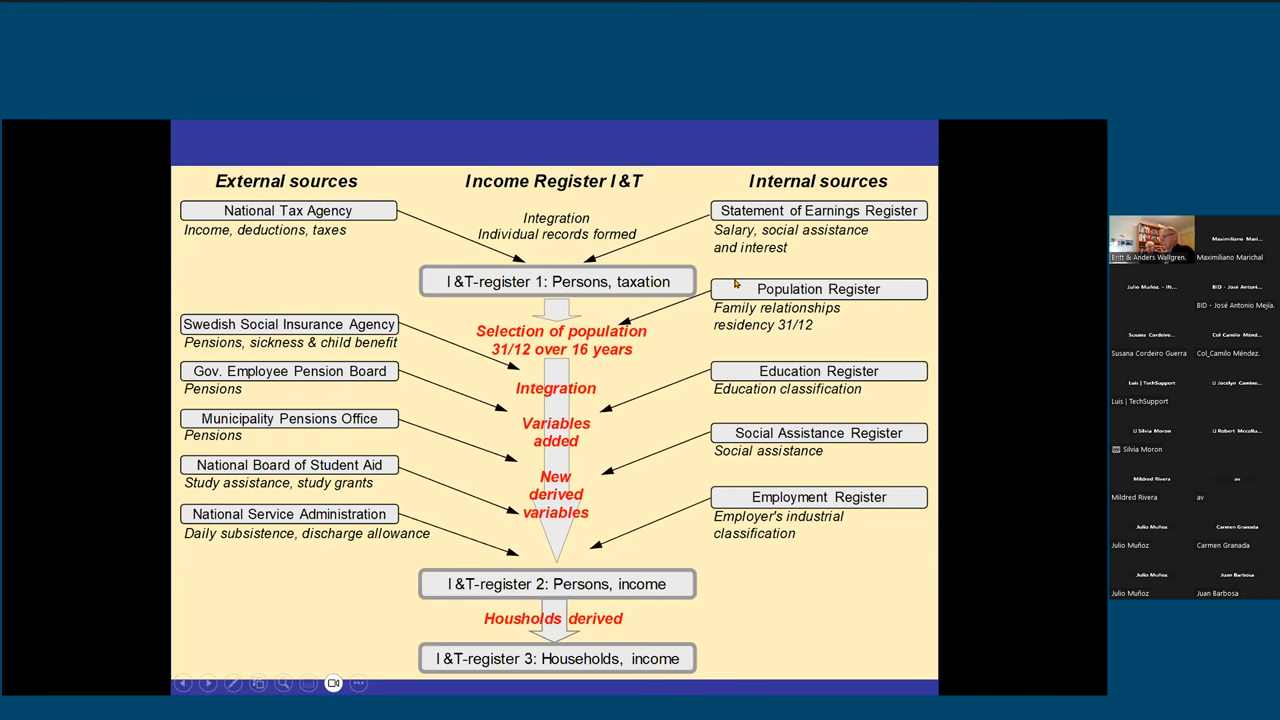 External sources
Income Register I&T
Internal sources
National Tax Agency
Income, deductions, taxes
Integration
Individual records formed
Statement of Earnings Register
Salary, social assistance
and interest
I&T-register 1: Persons, taxation
Population Register
Family relationships
residency 31/12
Selection of population
31/12 over 16 years
Swedish Social Insurance Agency
Pensions, sickness & child benefit
Gov. Employee Pension Board
Pensions
Integration
Education Register
Education classification
Municipality Pensions Office
Pensions
Variables
added
Social Assistance Register
Social assistance
National Board of Student Aid
Study assistance, study grants
New
derived
variables
National Service Administration
Daily subsistence, discharge allowance
Employment Register
Employer's industrial
classification
I&T-register 2: Persons, income
Housholds derived
I&T-register 3: Households, income
Britt & Anders Wallgren.
Maximiliano Mari...
Maximiliano Marichal
Julio Muñoz. - IN...
BID - José Antoni...
BID - José Antonio Mejía.
Susana Cordeiro...
Susana Cordeiro Guerra
Col_Camilo Ménd...
Col_Camilo Méndez.
Luis | TechSupport
Luis | TechSupport
IJ Jocelyn Camino...
IJ Silvia Moron
Silvia Moron
IJ Robert Mccollu...
Mildred Rivera
Mildred Rivera
av
av
Julio Muñoz
Julio Muñoz
Carmen Granada
Carmen Granada
Julio Muñoz
Julio Muñoz
Juan Barbosa
Juan Barbosa